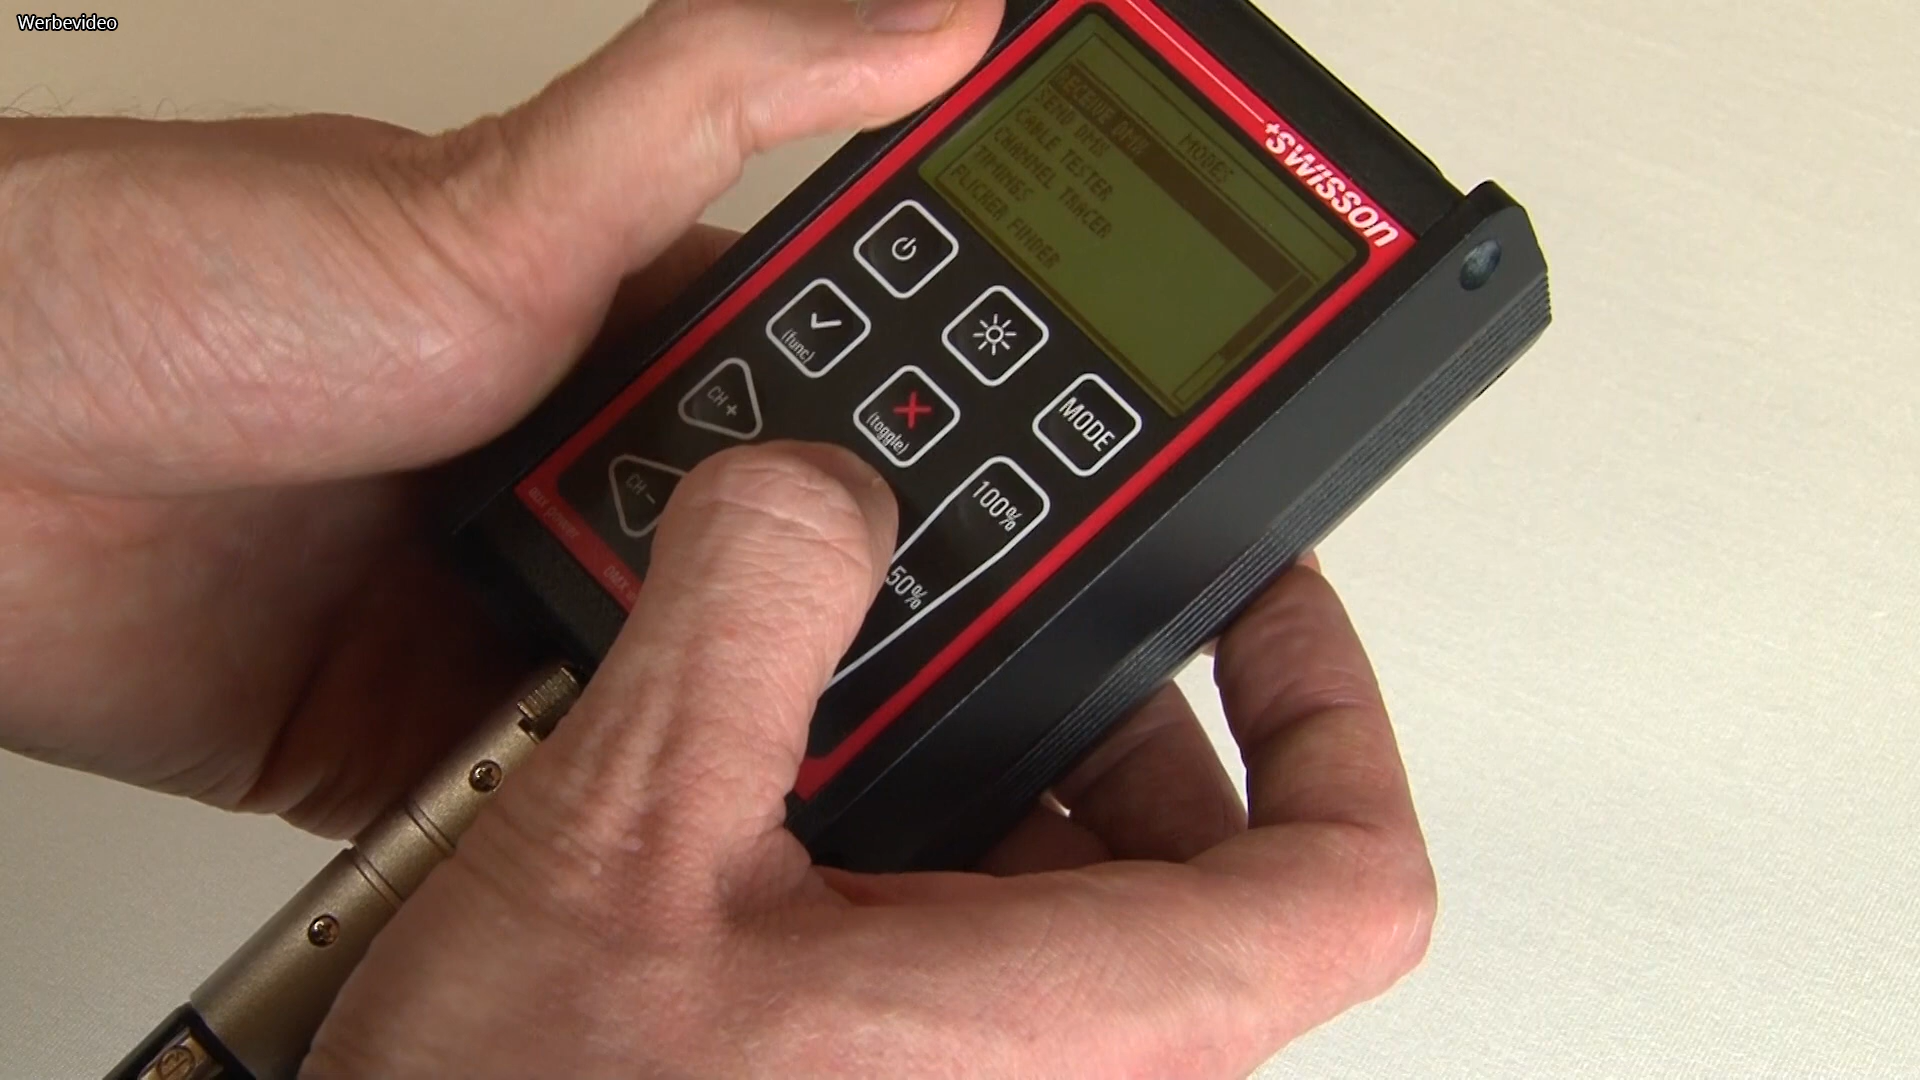 Werbevideo
swisson
MODES
RECEIVE DMX
SEND DMX
CABLE TESTER
CHANNEL TRACER
TIMINGS
FLICKER FINDER
(func)
MODE
(toggle)
CH +
CH –
100%
50%
DMX